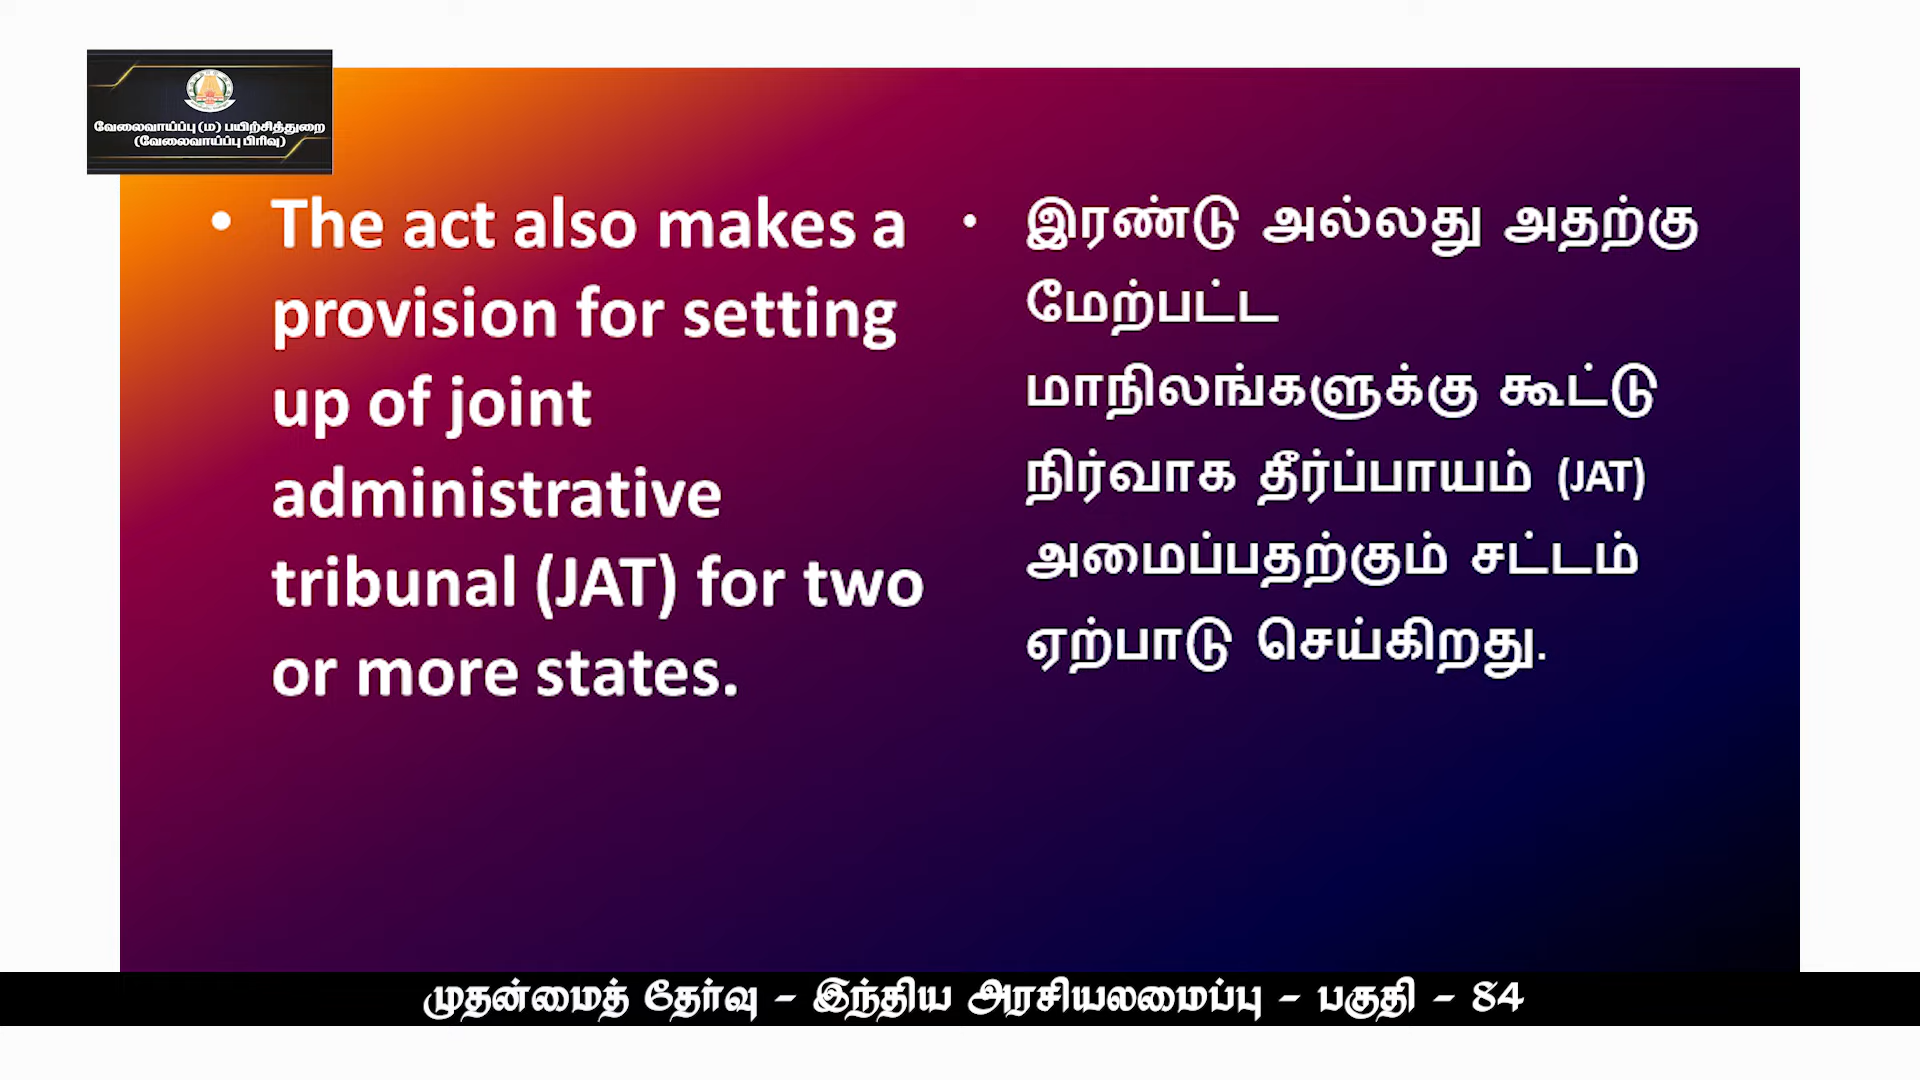 வேலைவாய்ப்பு (ம) பயிற்சித்துறை
(வேலைவாய்ப்பு பிரிவு)
• The act also makes a
provision for setting
up of joint
administrative
tribunal (JAT) for two
or more states.
• இரண்டு அல்லது அதற்கு
மேற்பட்ட
மாநிலங்களுக்கு கூட்டு
நிர்வாக தீர்ப்பாயம் (JAT)
அமைப்பதற்கும் சட்டம்
ஏற்பாடு செய்கிறது.
முதன்மைத் தேர்வு - இந்திய அரசியலமைப்பு - பகுதி - 84